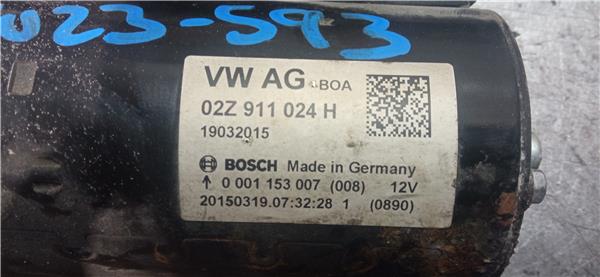 023-593
VW AG BOA
02Z 911 024 H
19032015
BOSCH Made in Germany
↑ 0 001 153 007 (008) 12V
20150319.07:32:28 1 (0890)